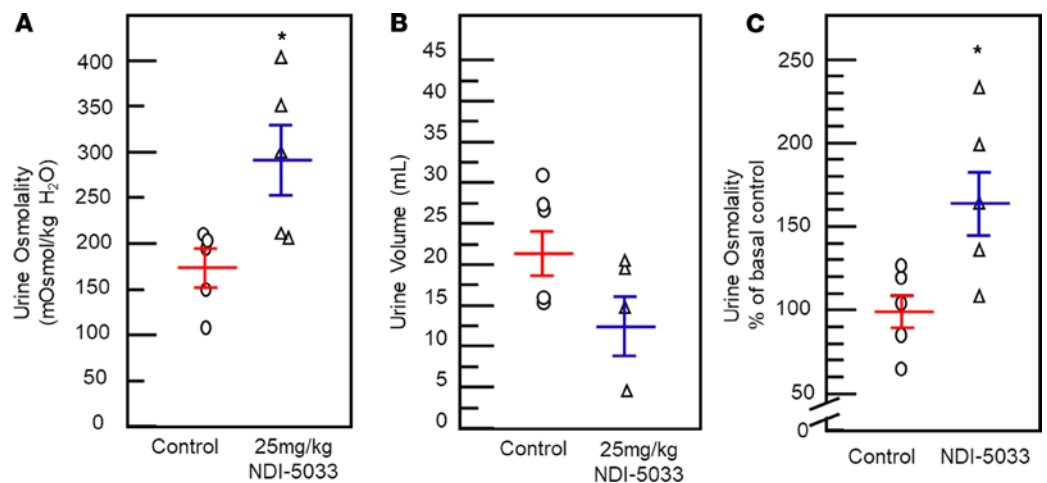 A
Urine Osmolality
(mOsmol/kg H₂O)
400
350
300
250
200
150
100
50
0
*
Control
25mg/kg
NDI-5033
B
Urine Volume (mL)
45
40
35
30
25
20
15
10
5
0
Control
25mg/kg
NDI-5033
C
Urine Osmolality
% of basal control
250
200
150
100
50
0
*
Control
NDI-5033